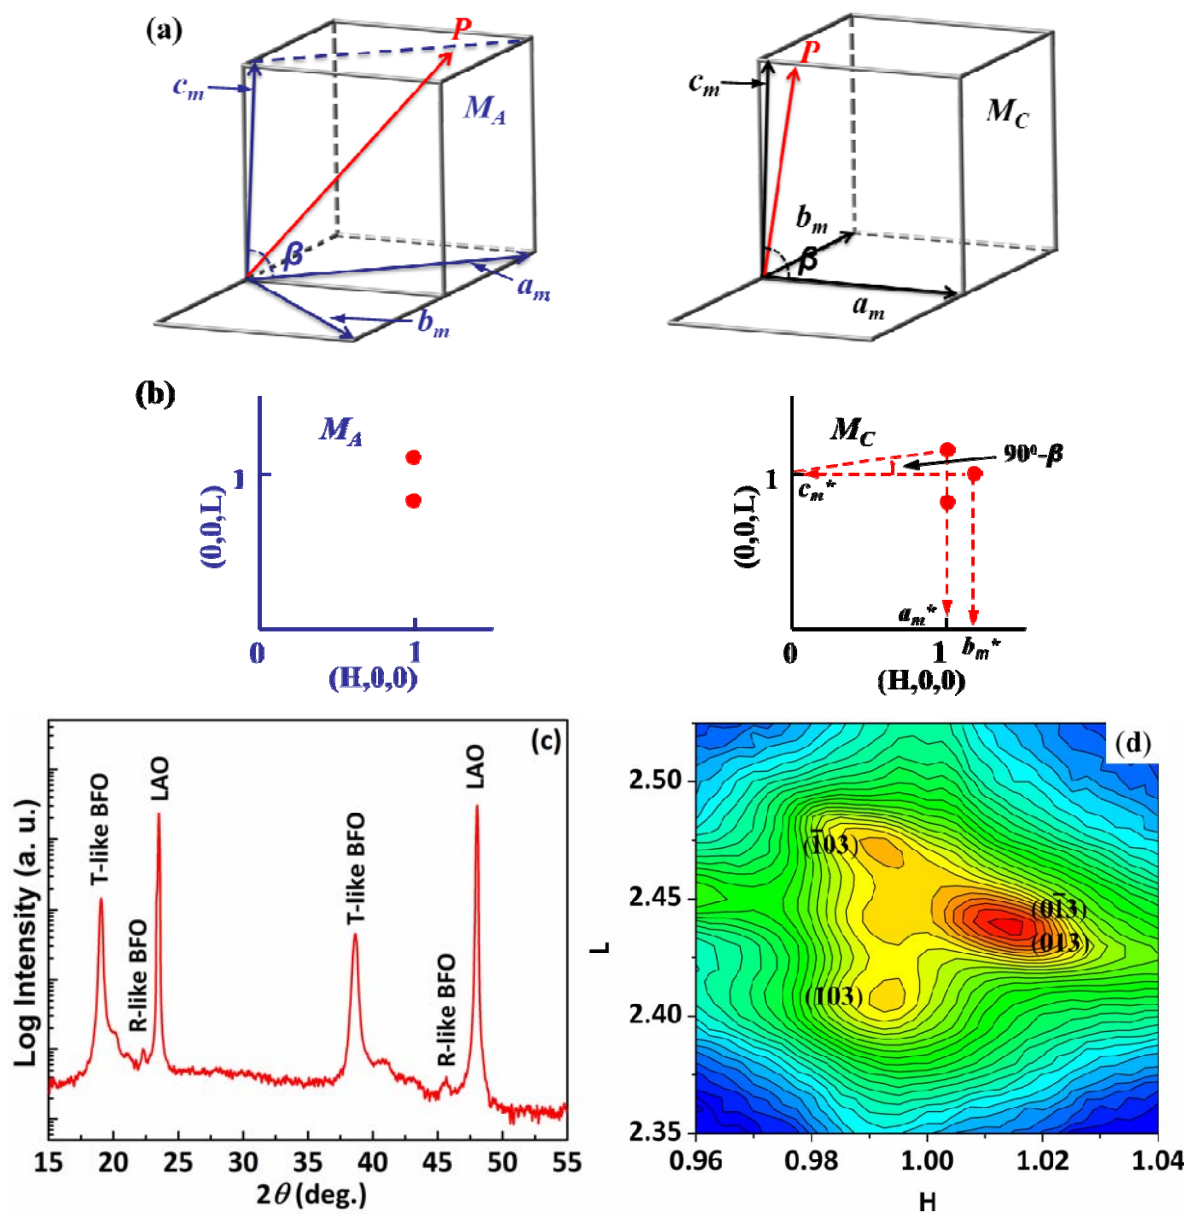 (a)
P
c_m
M_A
β
a_m
b_m
P
c_m
M_C
b_m
β
a_m
(b)
M_A
1
(0,0,L)
0
1
(H,0,0)
M_C
90⁰-β
1
c_m*
(0,0,L)
a_m*
0
1
b_m*
(H,0,0)
(c)
T-like BFO
R-like BFO
LAO
T-like BFO
R-like BFO
LAO
Log Intensity (a. u.)
15 20 25 30 35 40 45 50 55
2θ (deg.)
(d)
2.50
2.45
2.40
2.35
L
(1̄03)
(01̄3)
(013)
(103)
0.96 0.98 1.00 1.02 1.04
H